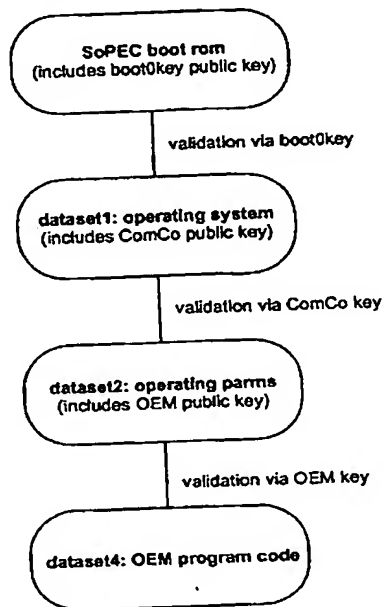 SoPEC boot rom
(includes boot0key public key)
validation via boot0key
dataset1: operating system
(includes ComCo public key)
validation via ComCo key
dataset2: operating parms
(includes OEM public key)
validation via OEM key
dataset4: OEM program code